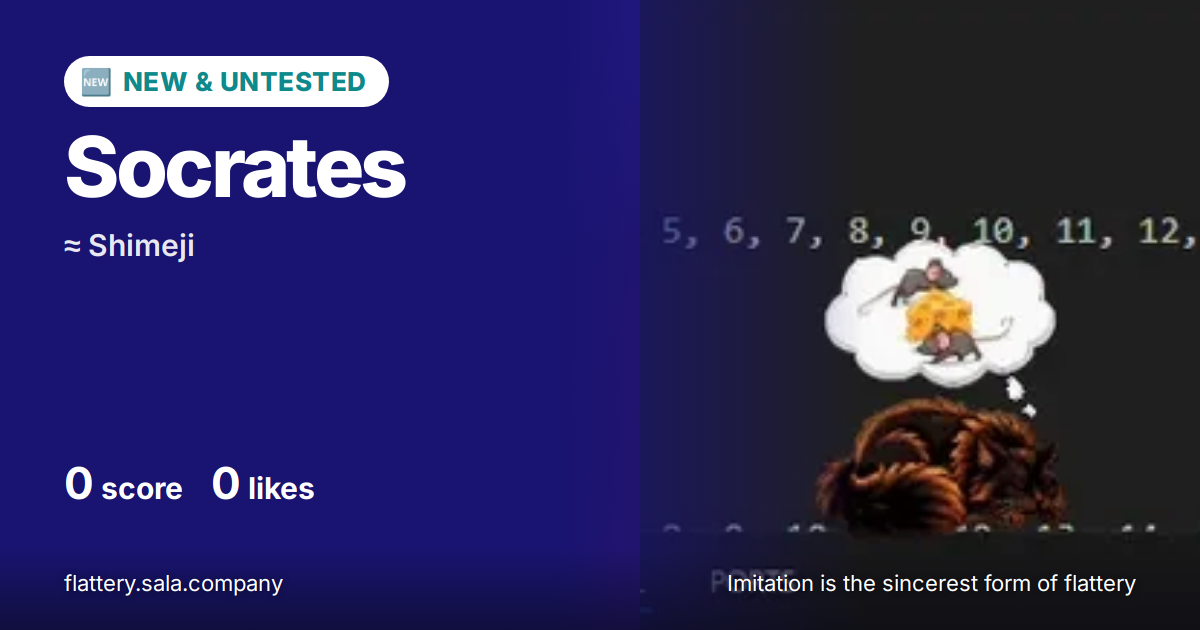 NEW NEW & UNTESTED
Socrates
≈ Shimeji
5, 6, 7, 8, 9, 10, 11, 12,
0 score 0 likes
flattery.sala.company
Imitation is the sincerest form of flattery